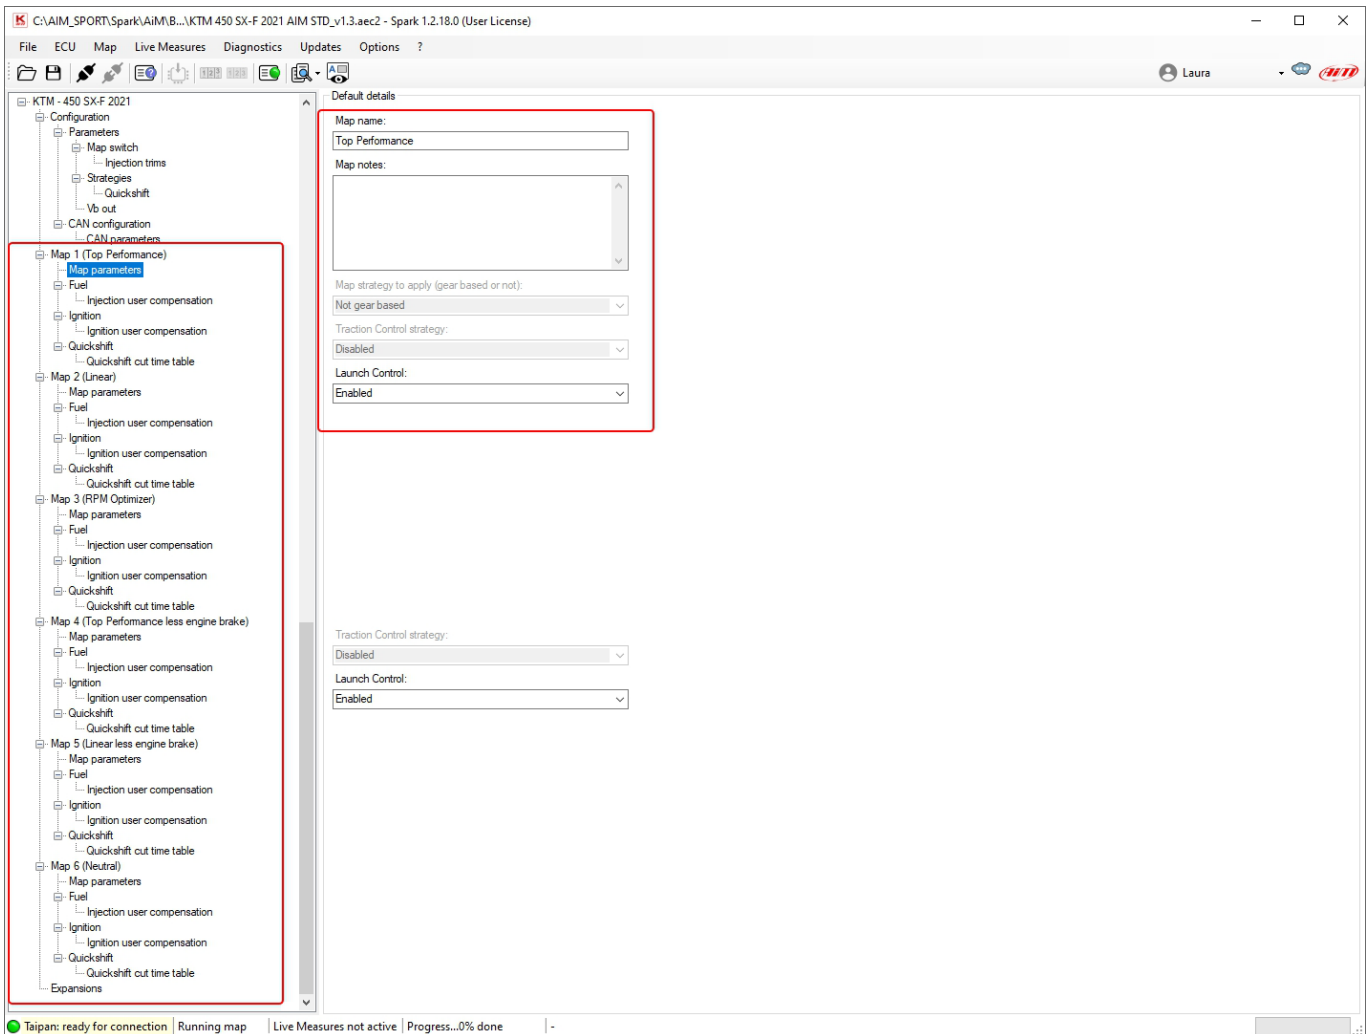 C:\AIM_SPORT\Spark\AiM\B...\KTM 450 SX-F 2021 AIM STD_v1.3.aec2 - Spark 1.2.18.0 (User License)
File ECU Map Live Measures Diagnostics Updates Options ?
Laura
AiM
KTM - 450 SX-F 2021
Configuration
Parameters
Map switch
Injection trims
Strategies
Quickshift
Vb out
CAN configuration
CAN parameters
Map 1 (Top Performance)
Map parameters
Fuel
Injection user compensation
Ignition
Ignition user compensation
Quickshift
Quickshift cut time table
Map 2 (Linear)
Map parameters
Fuel
Injection user compensation
Ignition
Ignition user compensation
Quickshift
Quickshift cut time table
Map 3 (RPM Optimizer)
Map parameters
Fuel
Injection user compensation
Ignition
Ignition user compensation
Quickshift
Quickshift cut time table
Map 4 (Top Performance less engine brake)
Map parameters
Fuel
Injection user compensation
Ignition
Ignition user compensation
Quickshift
Quickshift cut time table
Map 5 (Linear less engine brake)
Map parameters
Fuel
Injection user compensation
Ignition
Ignition user compensation
Quickshift
Quickshift cut time table
Map 6 (Neutral)
Map parameters
Fuel
Injection user compensation
Ignition
Ignition user compensation
Quickshift
Quickshift cut time table
Expansions
Default details
Map name:
Top Performance
Map notes:
Map strategy to apply (gear based or not):
Not gear based
Traction Control strategy:
Disabled
Launch Control:
Enabled
Traction Control strategy:
Disabled
Launch Control:
Enabled
Taipan: ready for connection Running map Live Measures not active Progress...0% done -